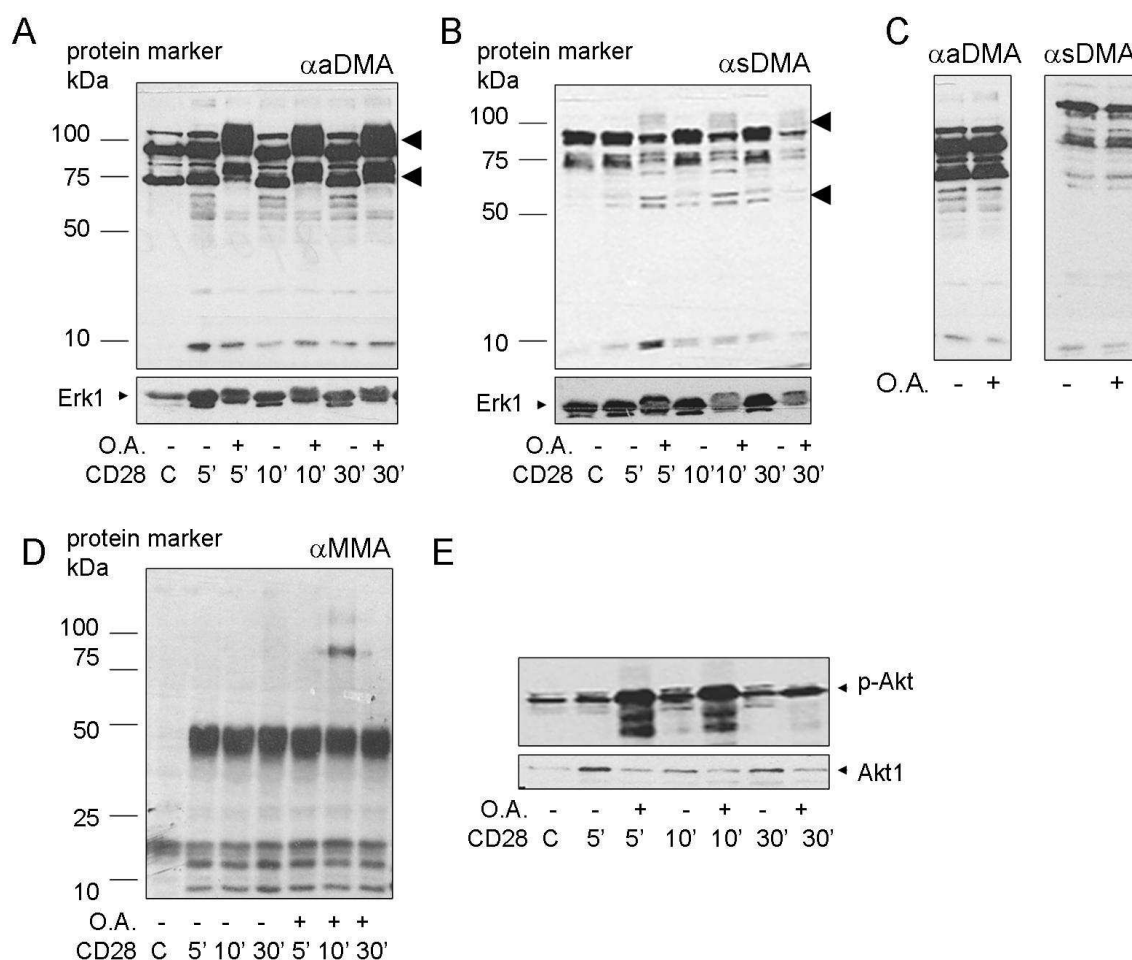 A
protein marker
kDa
αaDMA
100
75
50
10
Erk1
O.A. - - + - + - +
CD28 C 5' 5' 10' 10' 30' 30'
B
protein marker
kDa
αsDMA
100
75
50
10
Erk1
O.A. - - + - + - +
CD28 C 5' 5' 10' 10' 30' 30'
C
αaDMA αsDMA
O.A. - + - +
D
protein marker
kDa
αMMA
100
75
50
25
10
O.A. - - - - + + +
CD28 C 5' 10' 30' 5' 10' 30'
E
p-Akt
Akt1
O.A. - - + - + - +
CD28 C 5' 5' 10' 10' 30' 30'